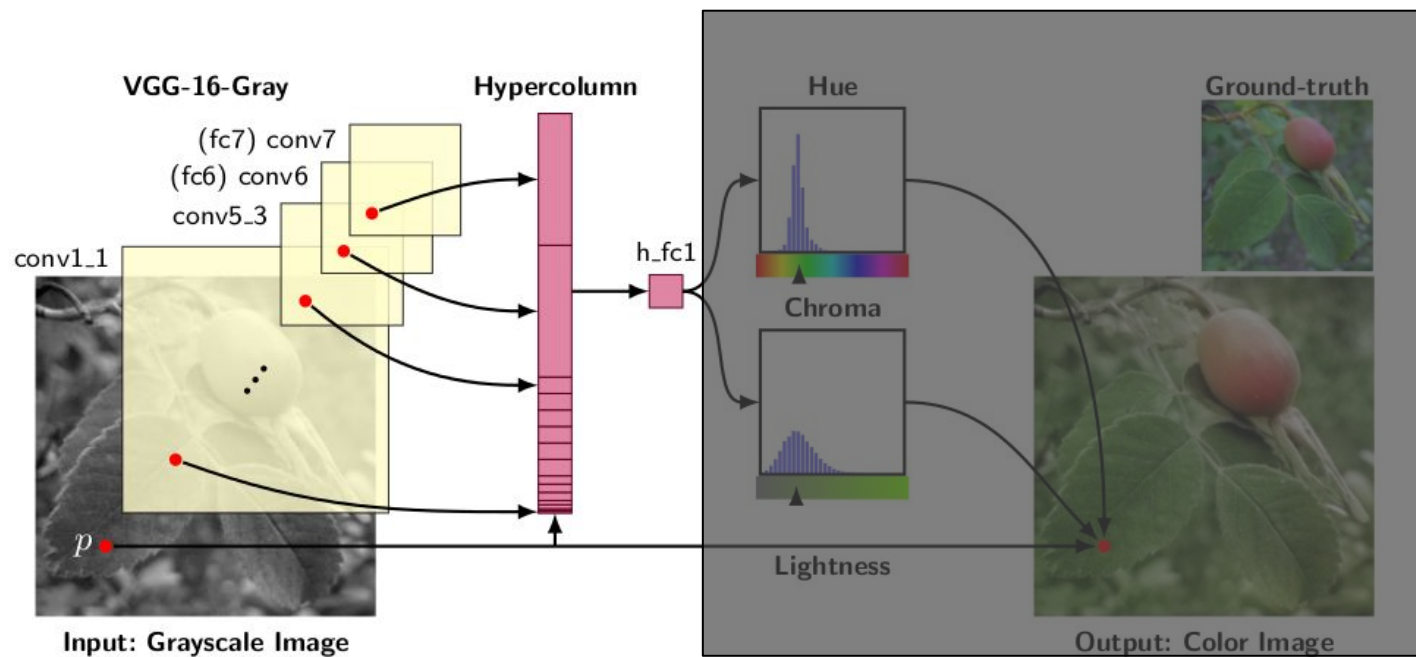 VGG-16-Gray
Hypercolumn
Hue
Ground-truth
(fc7) conv7
(fc6) conv6
conv5_3
conv1_1
h_fc1
Chroma
p
Lightness
Input: Grayscale Image
Output: Color Image